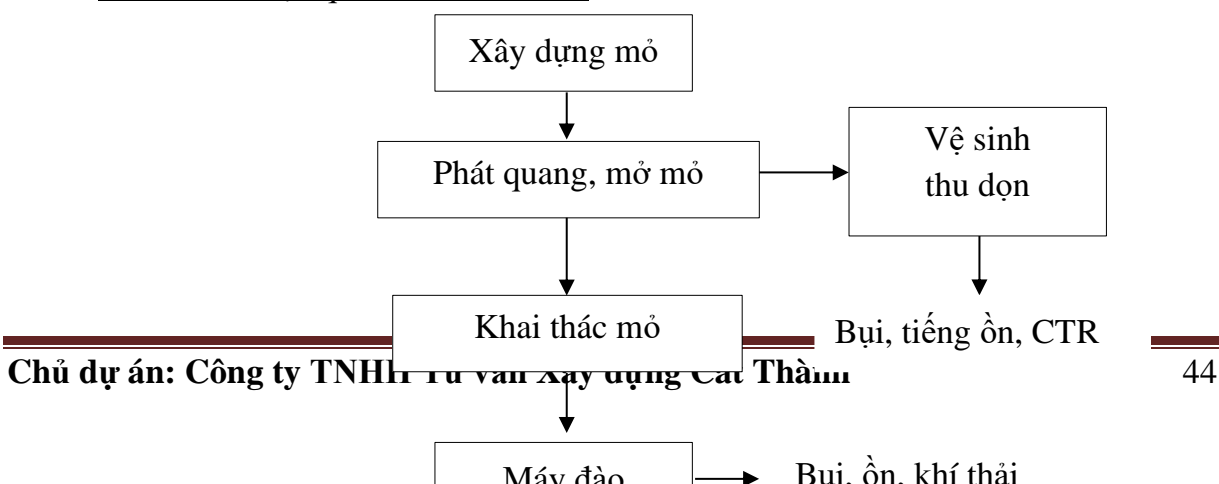 Xây dựng mỏ
Vệ sinh
thu dọn
Phát quang, mở mỏ
Khai thác mỏ
Bụi, tiếng ồn, CTR
Chủ dự án: Công ty TNHH Tư vấn Xây dựng Cát Thành
44
Máy đào
Bụi, ồn, khí thải